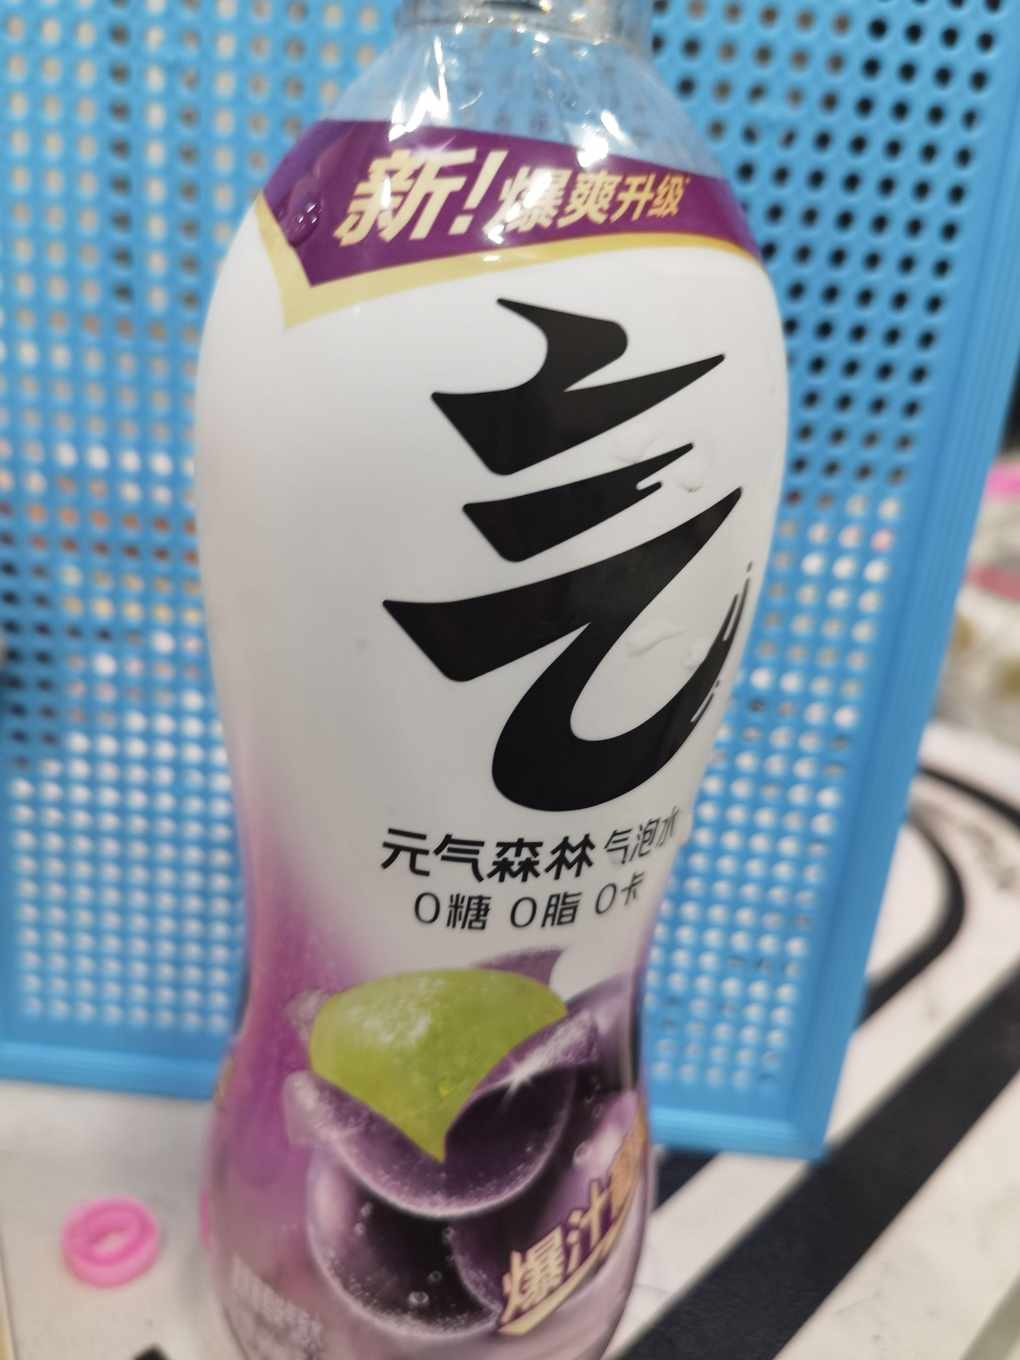 新！爆爽升级
气
元气森林 气泡水
0糖 0脂 0卡
爆汁